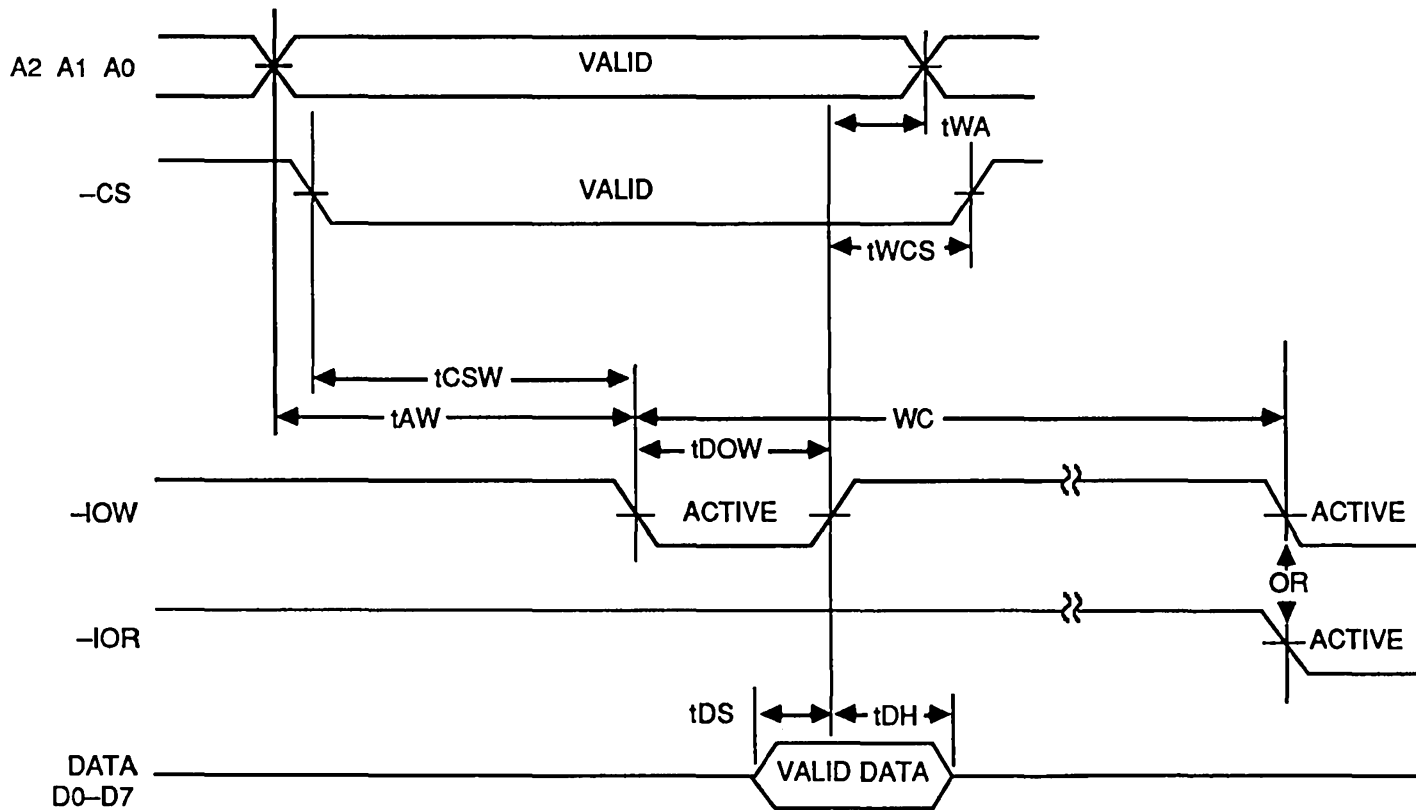 A2 A1 A0
VALID
tWA
–CS
VALID
tWCS
tCSW
tAW
WC
tDOW
–IOW
ACTIVE
ACTIVE
OR
–IOR
ACTIVE
tDS
tDH
DATA
D0–D7
VALID DATA